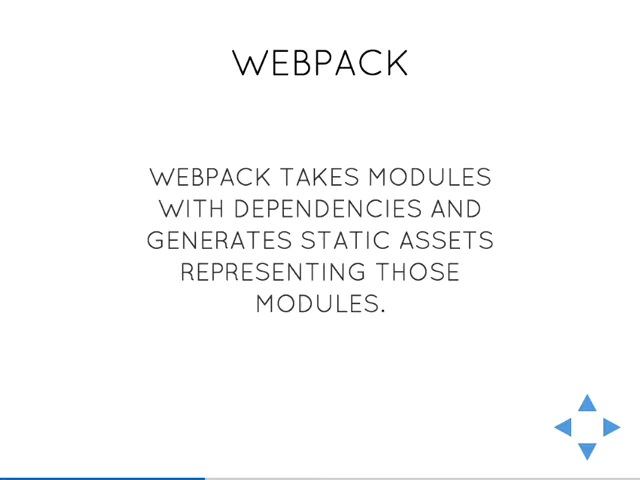 WEBPACK
WEBPACK TAKES MODULES
WITH DEPENDENCIES AND
GENERATES STATIC ASSETS
REPRESENTING THOSE
MODULES.